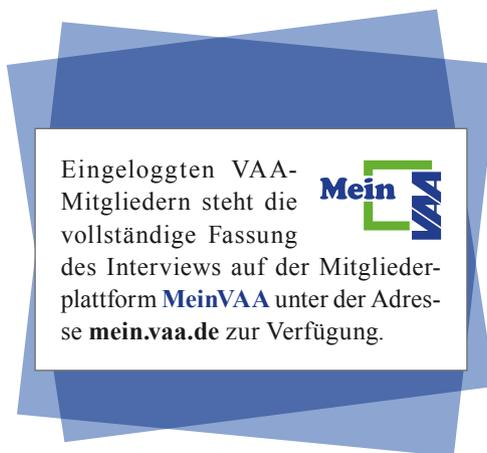 Eingeloggten VAA-
Mitgliedern steht die
vollständige Fassung
Mein VAA
des Interviews auf der Mitglieder-
plattform MeinVAA unter der Adres-
se mein.vaa.de zur Verfügung.